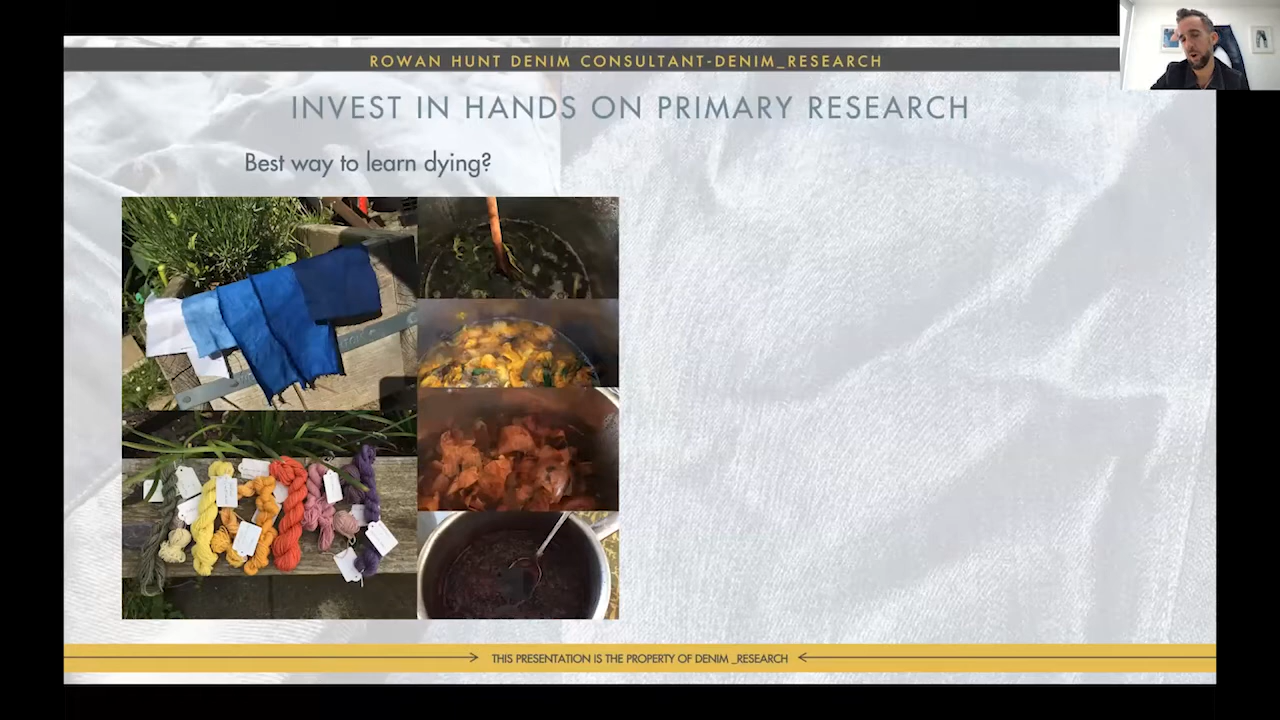 ROWAN HUNT DENIM CONSULTANT-DENIM_RESEARCH
INVEST IN HANDS ON PRIMARY RESEARCH
Best way to learn dying?
THIS PRESENTATION IS THE PROPERTY OF DENIM _RESEARCH